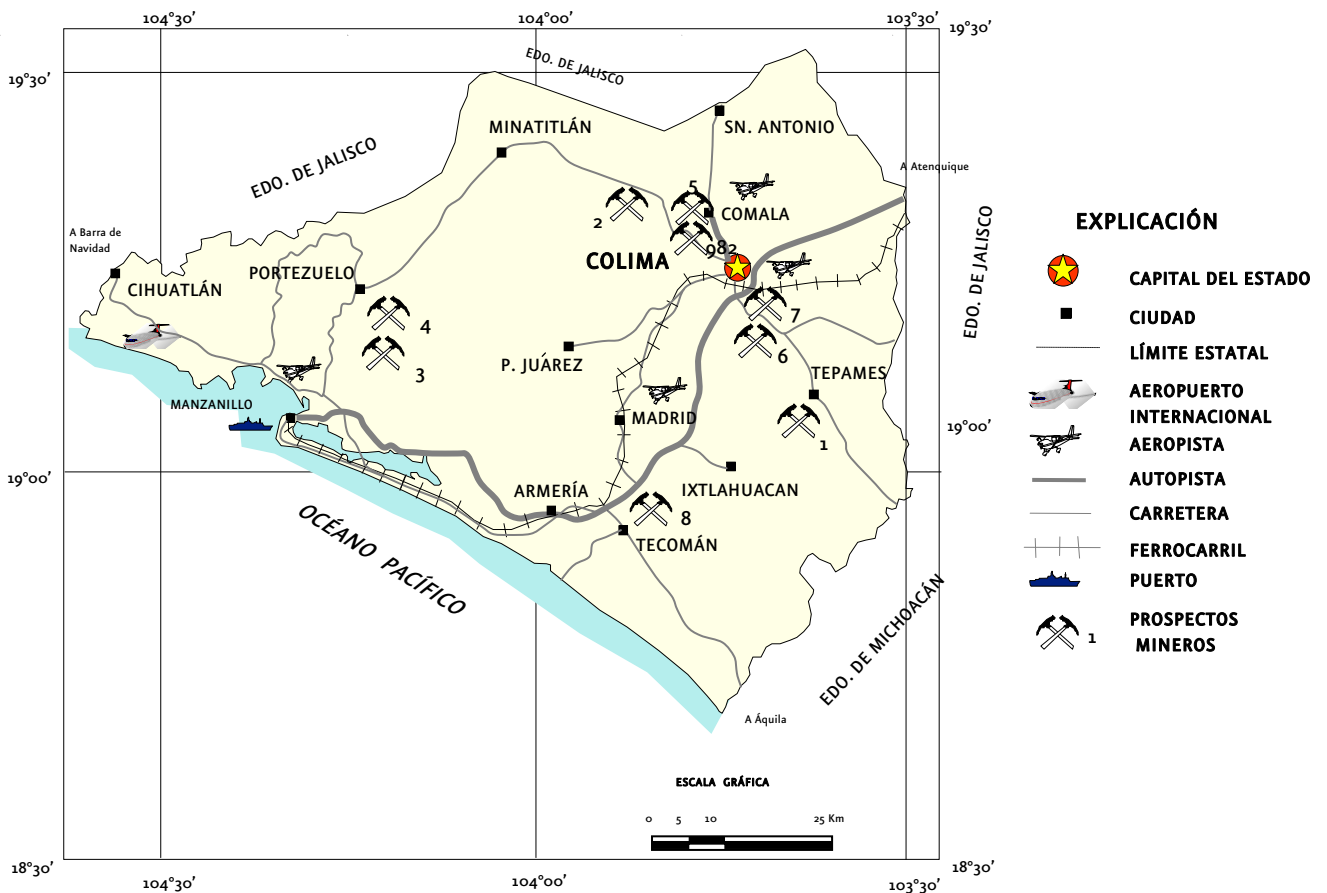 104°30'
104°00'
103°30'
19°30'
19°30'
EDO. DE JALISCO
MINATITLÁN
SN. ANTONIO
EDO. DE JALISCO
A Atenquique
5
2
COMALA
EDO. DE JALISCO
A Barra de
Navidad
982
COLIMA
PORTEZUELO
CIHUATLÁN
4
7
3
6
P. JUÁREZ
TEPAMES
MANZANILLO
MADRID
1
19°00'
19°00'
ARMERÍA
IXTLAHUACAN
8
TECOMÁN
OCÉANO PACÍFICO
EDO. DE MICHOACÁN
A Áquila
ESCALA GRÁFICA
0 5 10 25 Km
18°30'
18°30'
104°30'
104°00'
103°30'
EXPLICACIÓN
CAPITAL DEL ESTADO
CIUDAD
LÍMITE ESTATAL
AEROPUERTO
INTERNACIONAL
AEROPISTA
AUTOPISTA
CARRETERA
FERROCARRIL
PUERTO
1 PROSPECTOS
MINEROS